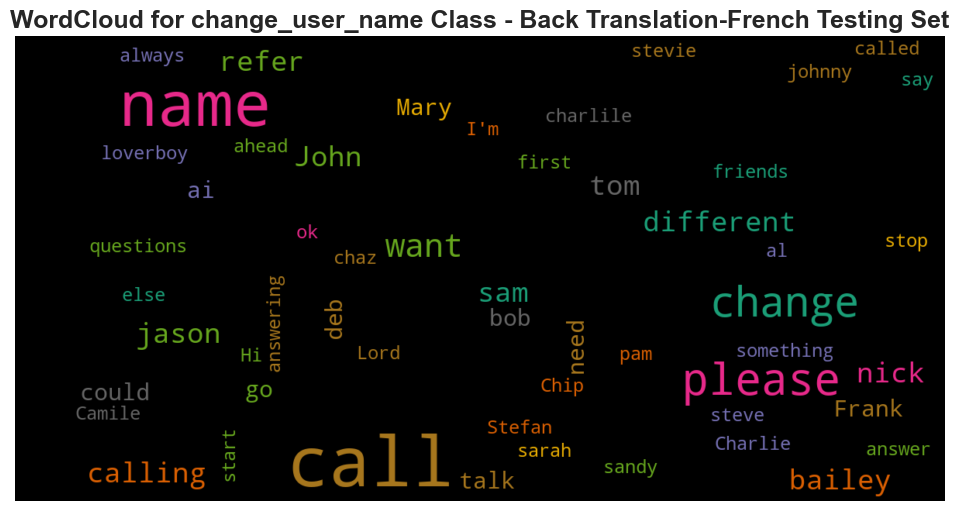 WordCloud for change_user_name Class - Back Translation-French Testing Set
always
refer
stevie
called
johnny
say
name
Mary
I'm
charlile
loverboy
ahead
John
first
friends
ai
tom
different
ok
want
questions
chaz
al
stop
else
answering
deb
sam
bob
change
jason
Hi
Lord
need
pam
something
could
go
Chip
please
nick
Camile
steve
Frank
start
call
Stefan
sarah
Charlie
answer
calling
talk
sandy
bailey